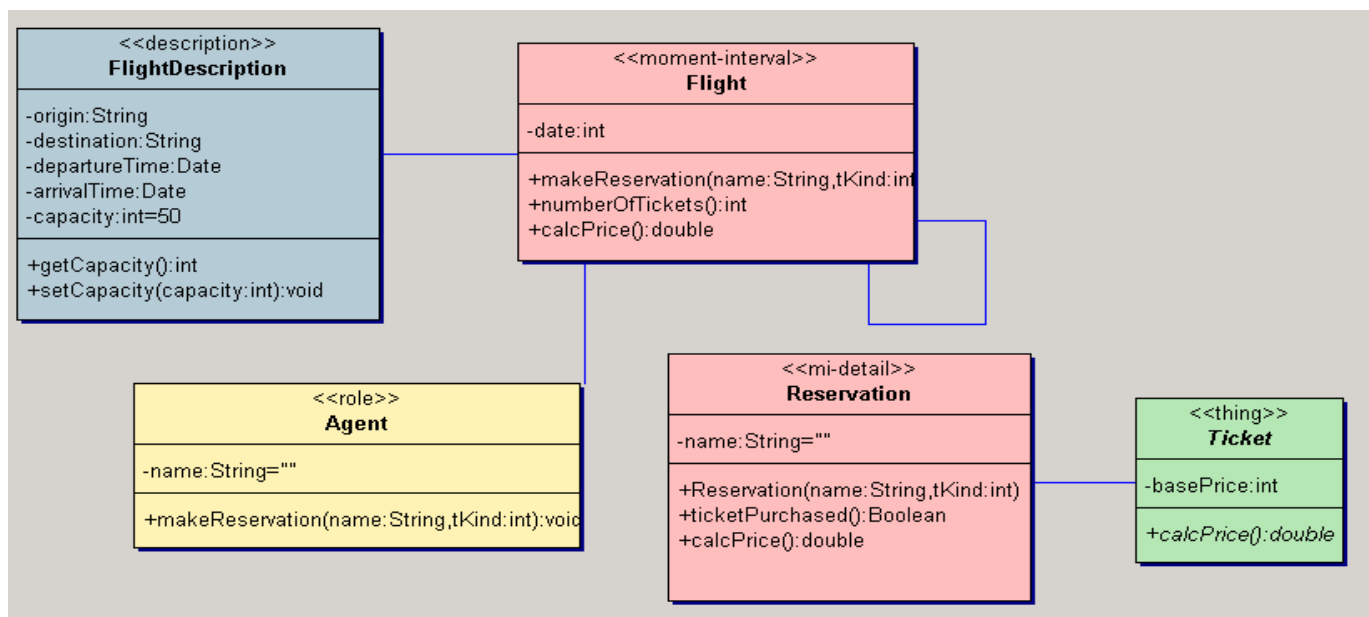 <<description>>
FlightDescription
-origin:String
-destination:String
-departureTime:Date
-arrivalTime:Date
-capacity:int=50
+getCapacity():int
+setCapacity(capacity:int):void
<<moment-interval>>
Flight
-date:int
+makeReservation(name:String,tKind:int
+numberOfTickets():int
+calcPrice():double
<<role>>
Agent
-name:String=""
+makeReservation(name:String,tKind:int):void
<<mi-detail>>
Reservation
-name:String=""
+Reservation(name:String,tKind:int)
+ticketPurchased():Boolean
+calcPrice():double
<<thing>>
Ticket
-basePrice:int
+calcPrice():double